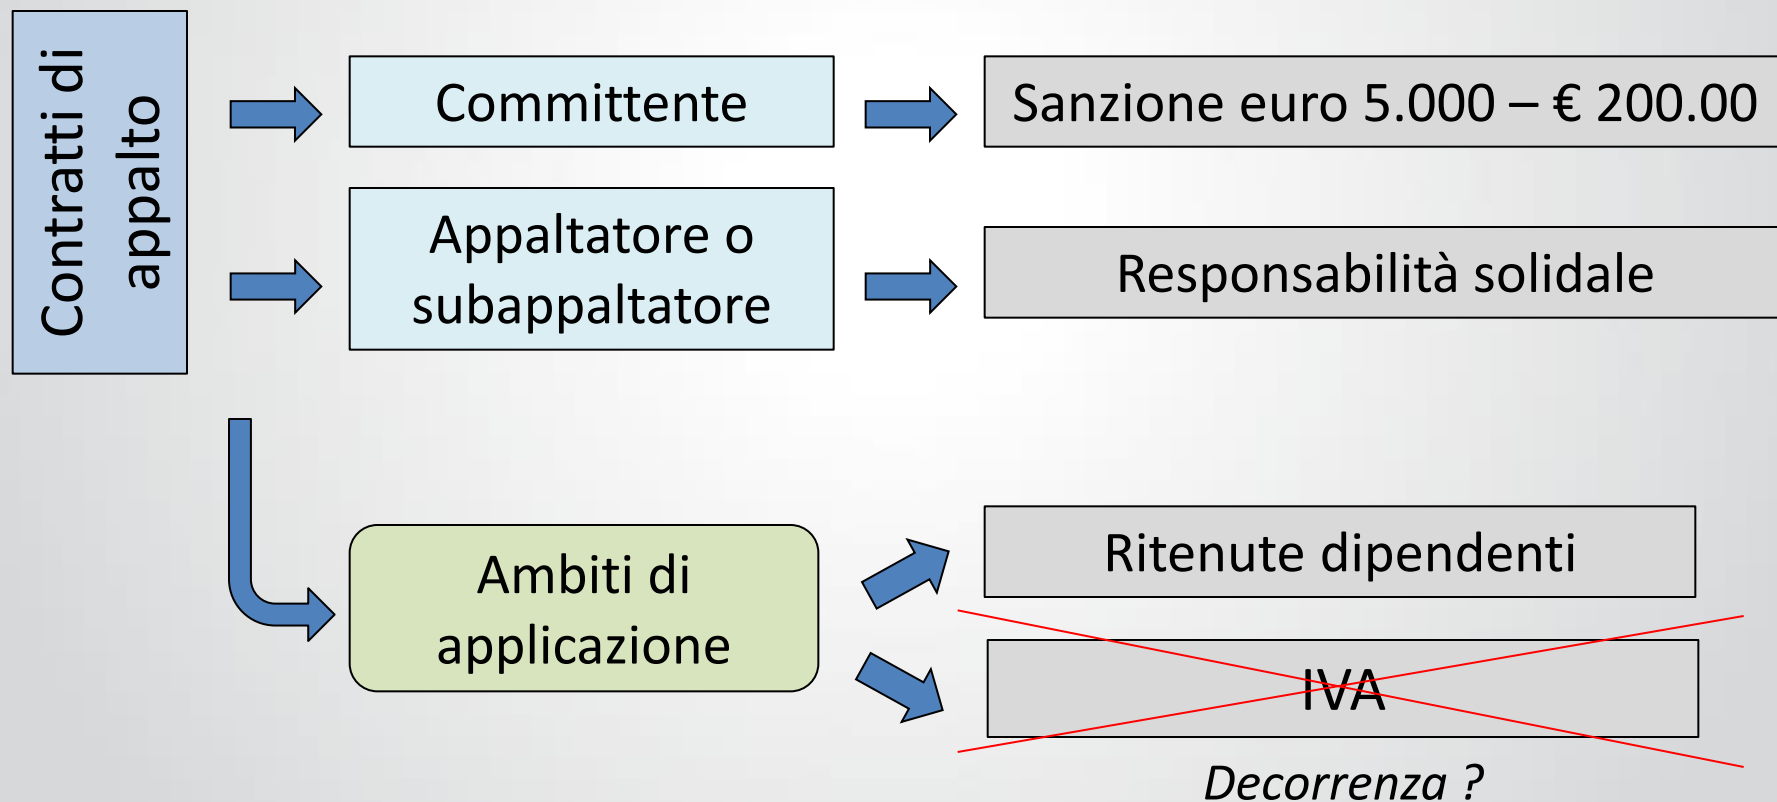 Contratti di
appalto
Committente
Sanzione euro 5.000 – € 200.00
Appaltatore o
subappaltatore
Responsabilità solidale
Ambiti di
applicazione
Ritenute dipendenti
IVA
Decorrenza ?